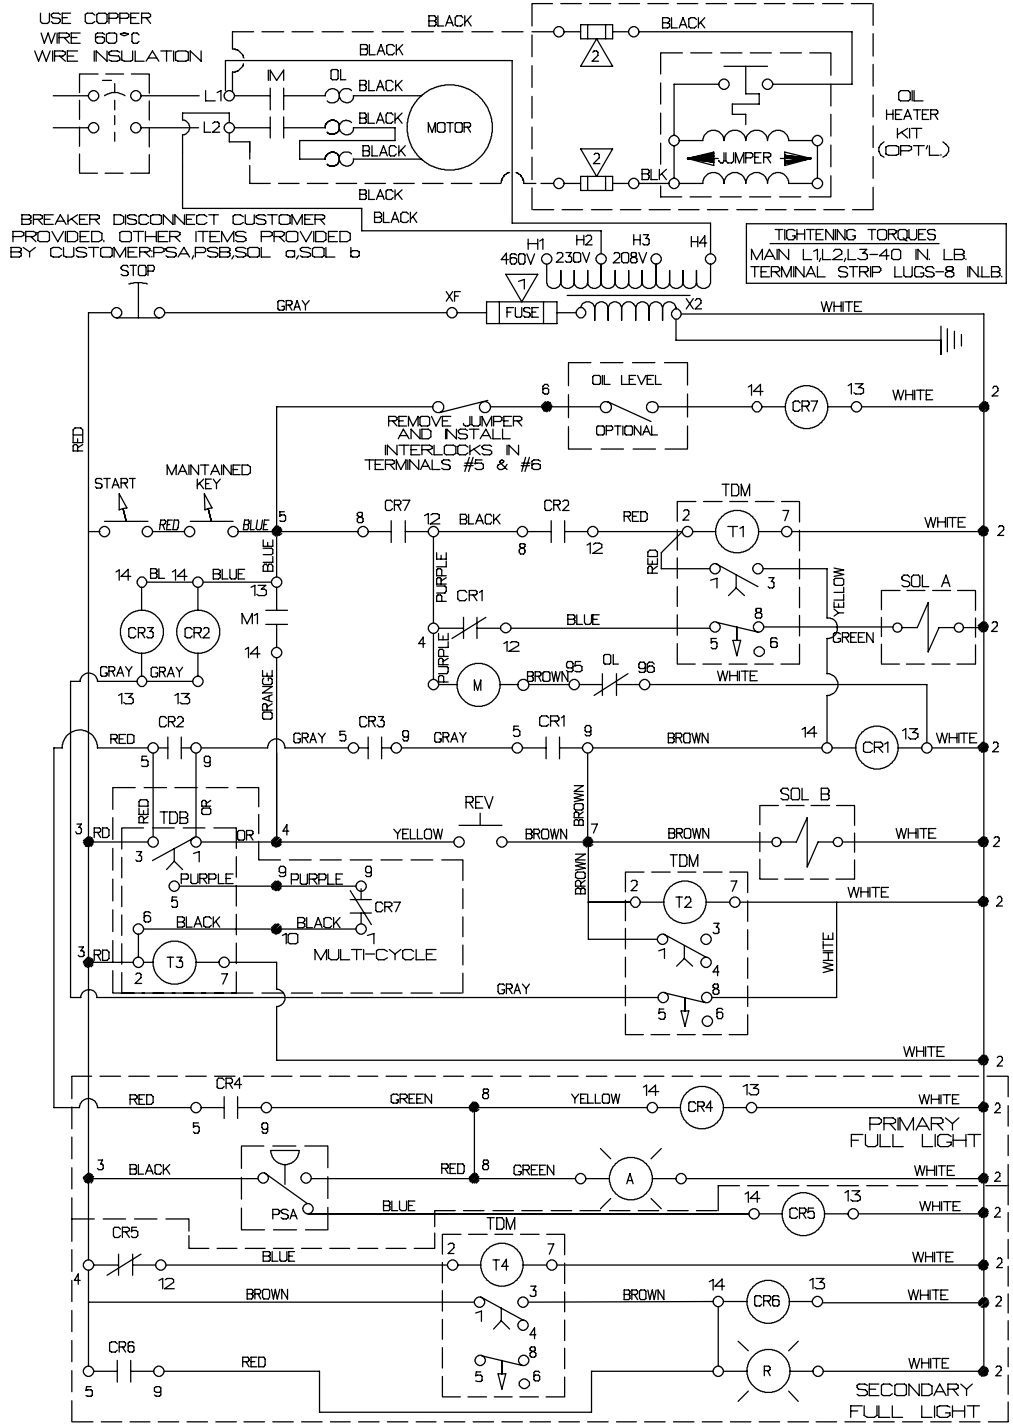 USE COPPER
WIRE 60°C
WIRE INSULATION
BLACK
BLACK
BLACK
2
L1
1M
OL
BLACK
L2
BLACK
BLACK
MOTOR
OIL
HEATER
KIT
(OPT'L)
2
JUMPER
BLK
BLACK
BLACK
BREAKER DISCONNECT CUSTOMER
PROVIDED. OTHER ITEMS PROVIDED
BY CUSTOMER:PSA,PSB,SOL a,SOL b
H1 H2 H3 H4
460V 230V 208V
TIGHTENING TORQUES
MAIN L1,L2,L3-40 IN. LB.
TERMINAL STRIP LUGS-8 IN.LB.
STOP
GRAY
XF
1
FUSE
X2
WHITE
RED
6
OIL LEVEL
OPTIONAL
14
CR7
13
WHITE
2
REMOVE JUMPER
AND INSTALL
INTERLOCKS IN
TERMINALS #5 & #6
START
MAINTAINED
KEY
RED
BLUE
5
8
CR7
12
BLACK
8
CR2
12
RED
TDM
2
T1
7
WHITE
2
RED
1
3
YELLOW
14
BL
14
BLUE
BLUE
13
PURPLE
CR3
CR2
M1
14
4
CR1
12
BLUE
5
8
6
GREEN
SOL A
2
GRAY
GRAY
13
13
ORANGE
PURPLE
M
BROWN
95
OL
96
WHITE
RED
CR2
5
9
GRAY
CR3
5
9
GRAY
CR1
5
9
BROWN
14
CR1
13
WHITE
2
RED
OR
TDB
3
RD
3
1
OR
4
YELLOW
REV
BROWN
BROWN
7
BROWN
SOL B
WHITE
2
5
PURPLE
9
PURPLE
9
CR7
BROWN
TDM
2
T2
7
WHITE
2
6
BLACK
10
BLACK
1
MULTI-CYCLE
1
3
4
WHITE
3
RD
2
T3
7
GRAY
5
8
6
WHITE
2
RED
CR4
5
9
GREEN
8
YELLOW
14
CR4
13
WHITE
2
PRIMARY
FULL LIGHT
3
BLACK
PSA
RED
8
GREEN
A
WHITE
2
BLUE
14
CR5
13
WHITE
2
4
CR5
12
BLUE
TDM
2
T4
7
WHITE
2
BROWN
1
3
4
BROWN
14
CR6
13
WHITE
2
5
CR6
9
RED
5
8
6
R
WHITE
2
SECONDARY
FULL LIGHT